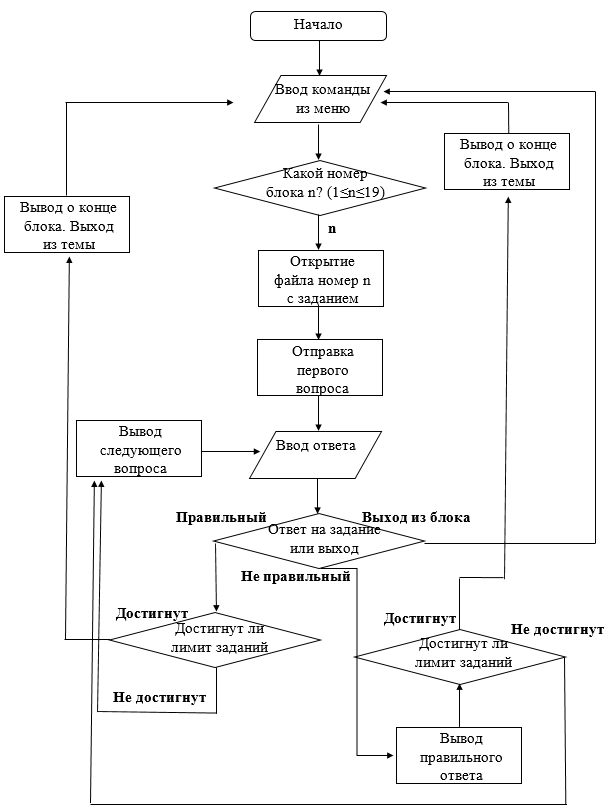 Начало
Ввод команды
из меню
Вывод о конце
блока. Выход
из темы
Какой номер
блока n? (1≤n≤19)
Вывод о конце
блока. Выход
из темы
n
Открытие
файла номер n
с заданием
Отправка
первого
вопроса
Вывод
следующего
вопроса
Ввод ответа
Правильный
Выход из блока
Ответ на задание
или выход
Не правильный
Достигнут
Достигнут ли
лимит заданий
Достигнут
Не достигнут
Достигнут ли
лимит заданий
Не достигнут
Вывод
правильного
ответа